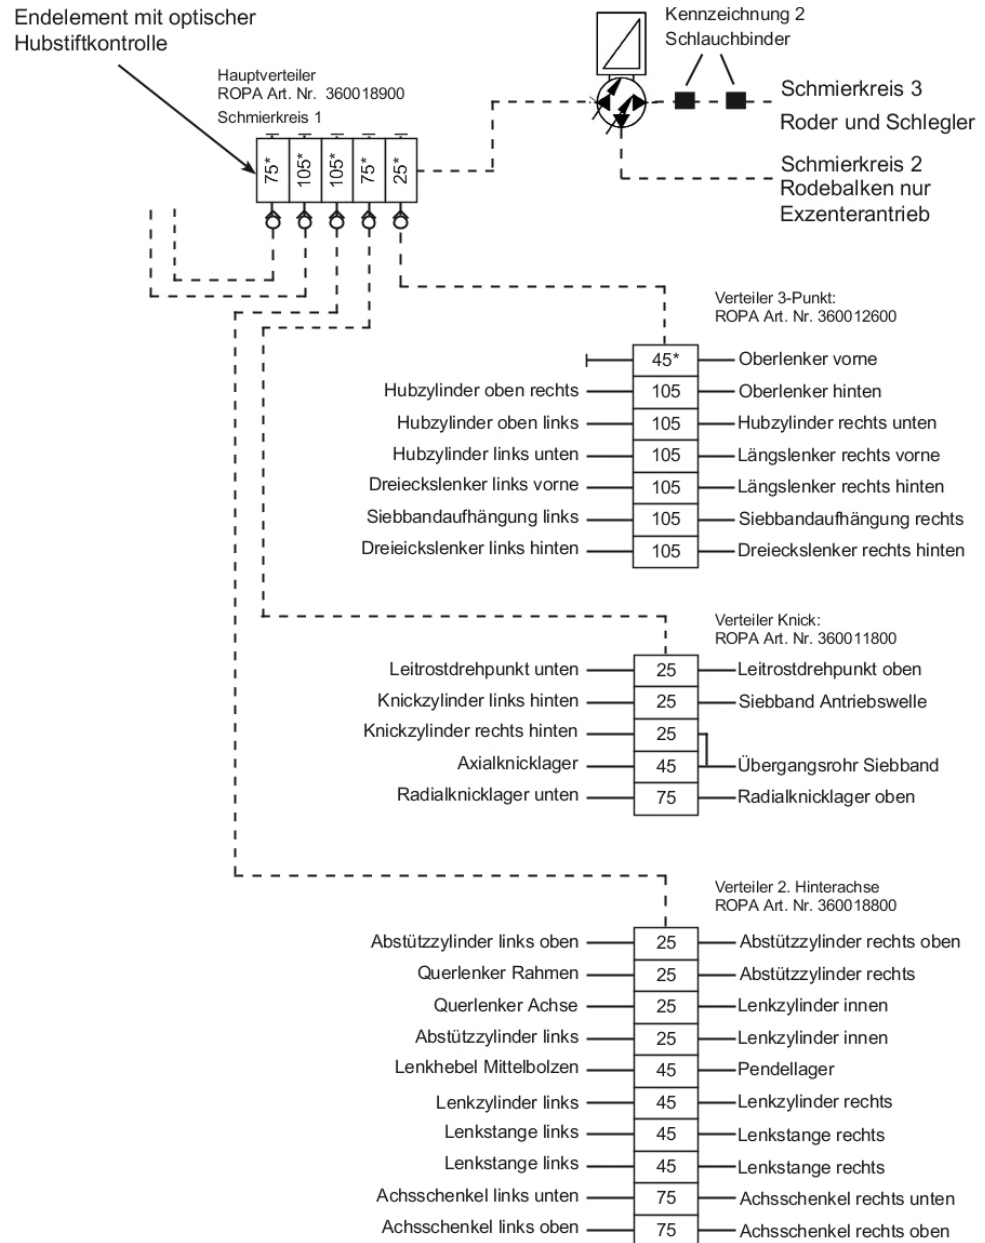 Endelement mit optischer
Hubstiftkontrolle
Hauptverteiler
ROPA Art. Nr. 360018900
Schmierkreis 1
75*
105*
105*
75*
25*
Kennzeichnung 2
Schlauchbinder
Schmierkreis 3
Roder und Schlegler
Schmierkreis 2
Rodebalken nur
Exzenterantrieb
Verteiler 3-Punkt:
ROPA Art. Nr. 360012600
45* Oberlenker vorne
Hubzylinder oben rechts 105 Oberlenker hinten
Hubzylinder oben links 105 Hubzylinder rechts unten
Hubzylinder links unten 105 Längslenker rechts vorne
Dreieckslenker links vorne 105 Längslenker rechts hinten
Siebbandaufhängung links 105 Siebbandaufhängung rechts
Dreieickslenker links hinten 105 Dreieckslenker rechts hinten
Verteiler Knick:
ROPA Art. Nr. 360011800
Leitrostdrehpunkt unten 25 Leitrostdrehpunkt oben
Knickzylinder links hinten 25 Siebband Antriebswelle
Knickzylinder rechts hinten 25
Axialknicklager 45 Übergangsrohr Siebband
Radialknicklager unten 75 Radialknicklager oben
Verteiler 2. Hinterachse
ROPA Art. Nr. 360018800
Abstützzylinder links oben 25 Abstützzylinder rechts oben
Querlenker Rahmen 25 Abstützzylinder rechts
Querlenker Achse 25 Lenkzylinder innen
Abstützzylinder links 25 Lenkzylinder innen
Lenkhebel Mittelbolzen 45 Pendellager
Lenkzylinder links 45 Lenkzylinder rechts
Lenkstange links 45 Lenkstange rechts
Lenkstange links 45 Lenkstange rechts
Achsschenkel links unten 75 Achsschenkel rechts unten
Achsschenkel links oben 75 Achsschenkel rechts oben